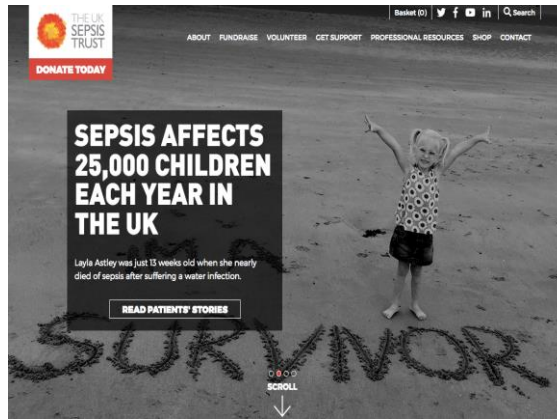 THE UK
SEPSIS
TRUST
DONATE TODAY
Basket (0)
Search
ABOUT FUNDRAISE VOLUNTEER GET SUPPORT PROFESSIONAL RESOURCES SHOP CONTACT
SEPSIS AFFECTS
25,000 CHILDREN
EACH YEAR IN
THE UK
Layla Astley was just 13 weeks old when she nearly
died of sepsis after suffering a water infection.
READ PATIENTS' STORIES
I'M A
SURVIVOR
SCROLL